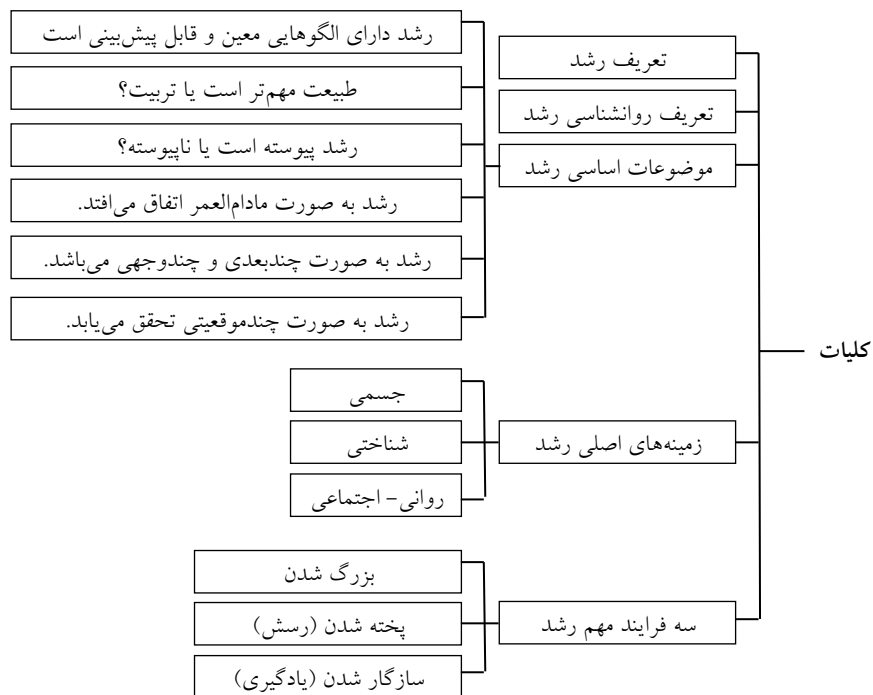 کلیات
تعریف رشد
تعریف روانشناسی رشد
موضوعات اساسی رشد
رشد دارای الگوهایی معین و قابل پیش‌بینی است
طبیعت مهم‌تر است یا تربیت؟
رشد پیوسته است یا ناپیوسته؟
رشد به صورت مادام‌العمر اتفاق می‌افتد.
رشد به صورت چندبعدی و چندوجهی می‌باشد.
رشد به صورت چندموقعیتی تحقق می‌یابد.
زمینه‌های اصلی رشد
جسمی
شناختی
روانی- اجتماعی
سه فرایند مهم رشد
بزرگ شدن
پخته شدن (رسش)
سازگار شدن (یادگیری)